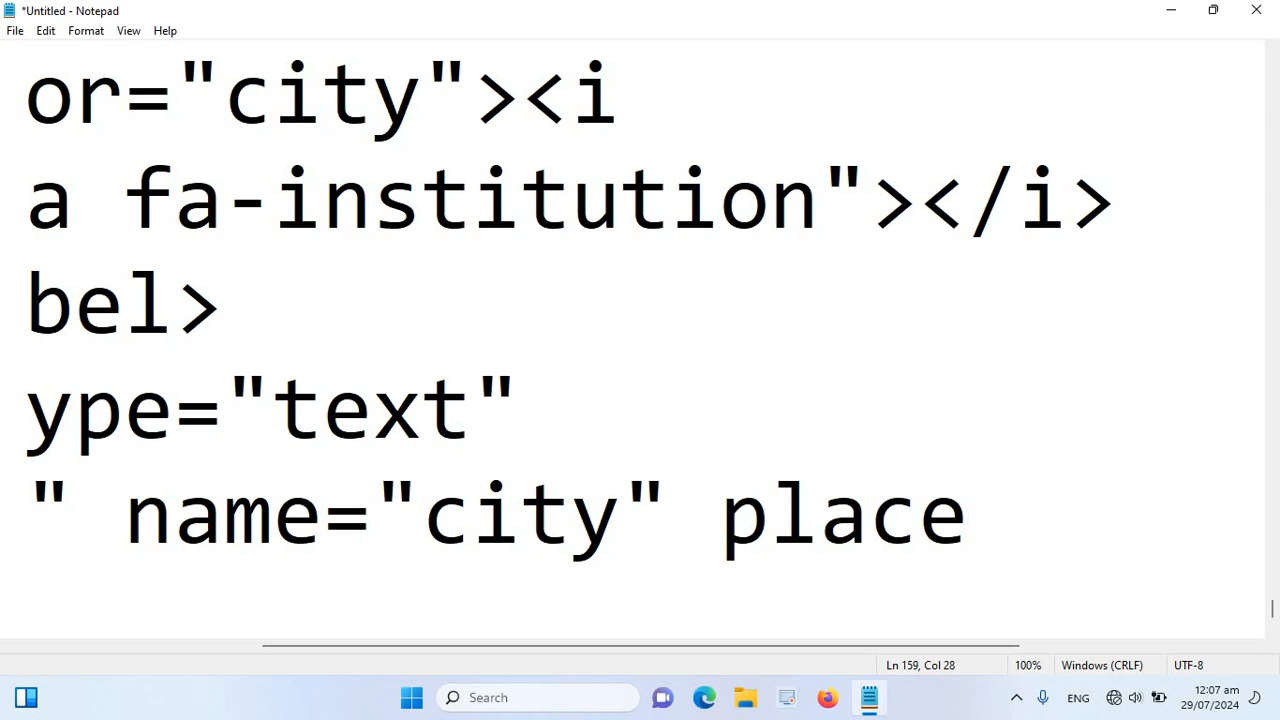 *Untitled - Notepad
File Edit Format View Help
or="city"><i
a fa-institution"></i>
bel>
ype="text"
" name="city" place
Ln 159, Col 28 100% Windows (CRLF) UTF-8
Search ENG 12:07 am
29/07/2024